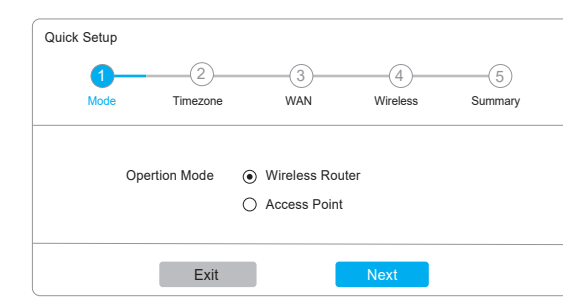 Quick Setup
1 2 3 4 5
Mode Timezone WAN Wireless Summary
Opertion Mode Wireless Router
Access Point
Exit Next